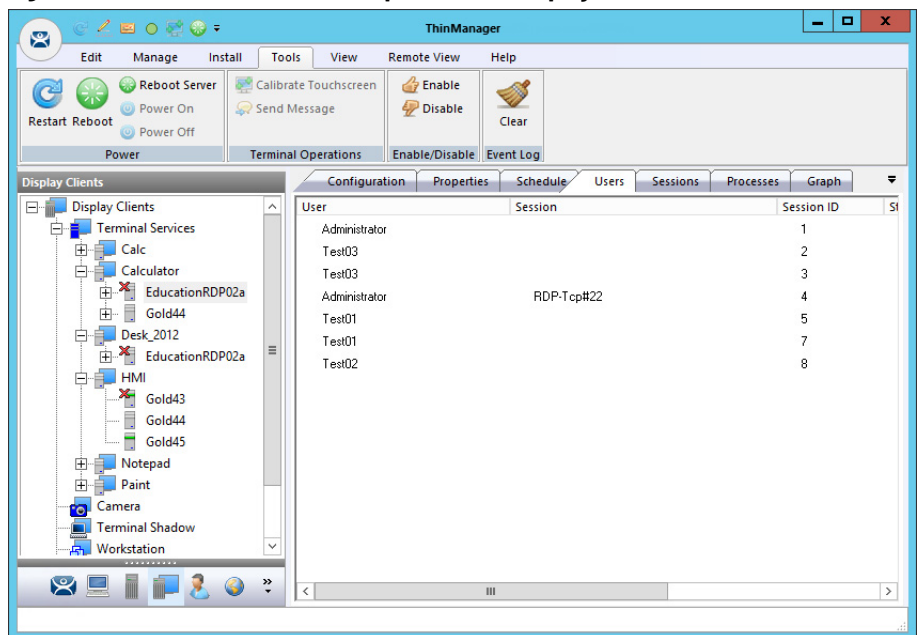 ThinManager
Edit Manage Install Tools View Remote View Help
Restart
Reboot
Reboot Server
Power On
Power Off
Power
Calibrate Touchscreen
Send Message
Terminal Operations
Enable
Disable
Enable/Disable
Clear
Event Log
Display Clients
Display Clients
Terminal Services
Calc
Calculator
EducationRDP02a
Gold44
Desk_2012
EducationRDP02a
HMI
Gold43
Gold44
Gold45
Notepad
Paint
Camera
Terminal Shadow
Workstation
Configuration Properties Schedule Users Sessions Processes Graph
User Session Session ID
Administrator 1
Test03 2
Test03 3
Administrator RDP-Tcp#22 4
Test01 5
Test01 7
Test02 8